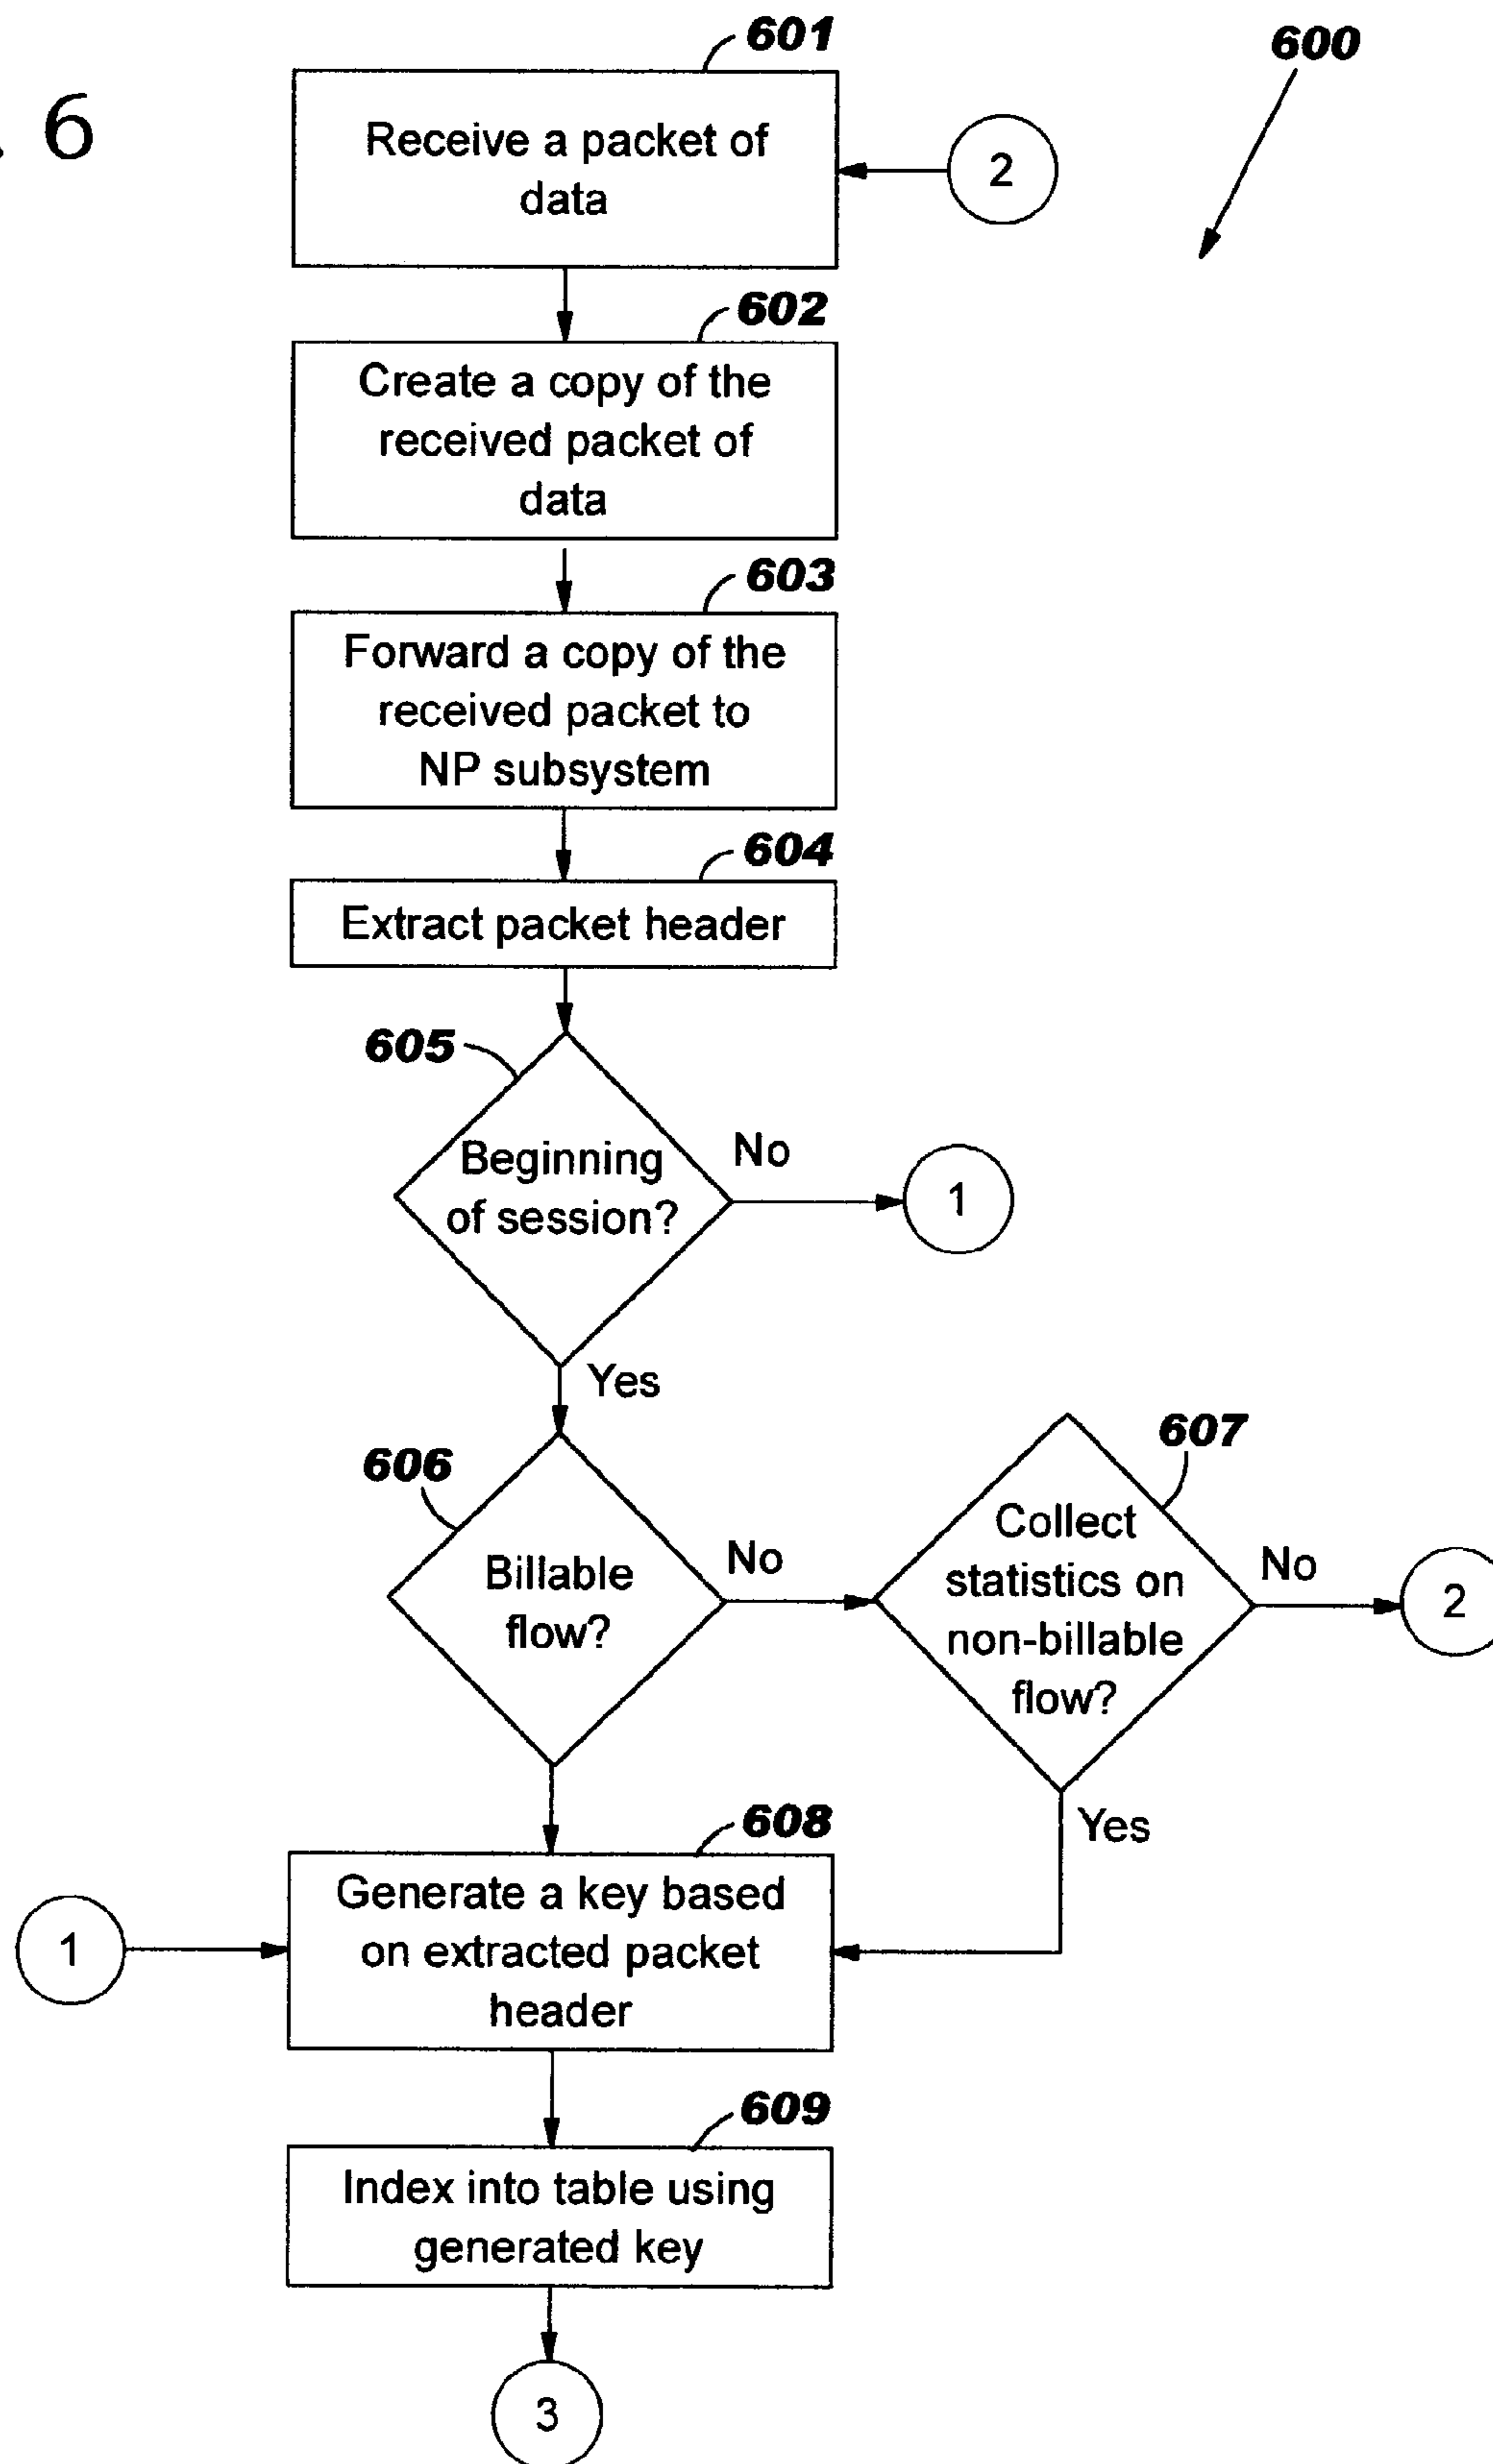 . 6
601
600
Receive a packet of
data
2
602
Create a copy of the
received packet of
data
603
Forward a copy of the
received packet to
NP subsystem
604
Extract packet header
605
Beginning
of session?
No
1
Yes
606
Billable
flow?
No
607
Collect
statistics on
non-billable
flow?
No
2
Yes
608
1
Generate a key based
on extracted packet
header
609
Index into table using
generated key
3